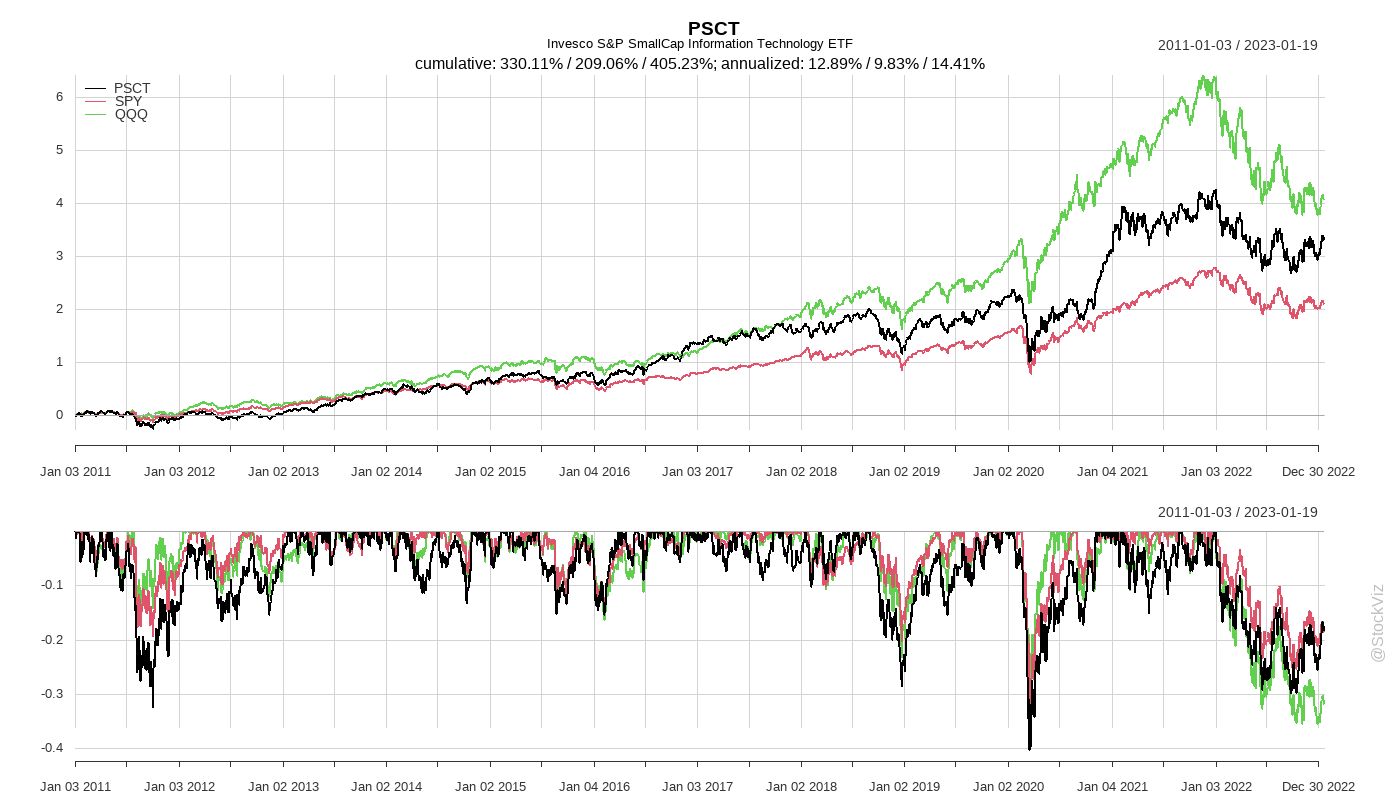 PSCT
Invesco S&P SmallCap Information Technology ETF
2011-01-03 / 2023-01-19
cumulative: 330.11% / 209.06% / 405.23%; annualized: 12.89% / 9.83% / 14.41%
PSCT
SPY
QQQ
6
5
4
3
2
1
0
Jan 03 2011 Jan 03 2012 Jan 02 2013 Jan 02 2014 Jan 02 2015 Jan 04 2016 Jan 03 2017 Jan 02 2018 Jan 02 2019 Jan 02 2020 Jan 04 2021 Jan 03 2022 Dec 30 2022
2011-01-03 / 2023-01-19
-0.1
-0.2
-0.3
-0.4
Jan 03 2011 Jan 03 2012 Jan 02 2013 Jan 02 2014 Jan 02 2015 Jan 04 2016 Jan 03 2017 Jan 02 2018 Jan 02 2019 Jan 02 2020 Jan 04 2021 Jan 03 2022 Dec 30 2022
@StockViz